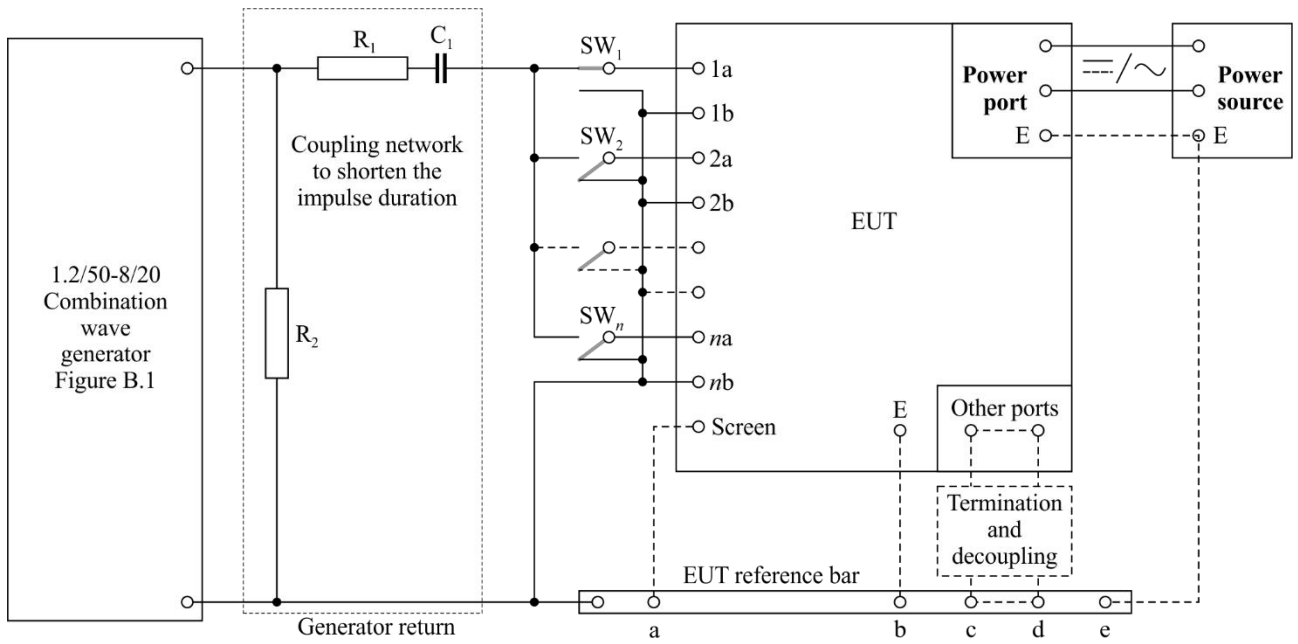 R1
C1
SW1
1a
1b
SW2
2a
2b
SWn
na
nb
Screen
Coupling network
to shorten the
impulse duration
R2
1.2/50-8/20
Combination
wave
generator
Figure B.1
Generator return
EUT
Power
port
E
Power
source
E
E
Other ports
Termination
and
decoupling
EUT reference bar
a
b
c
d
e